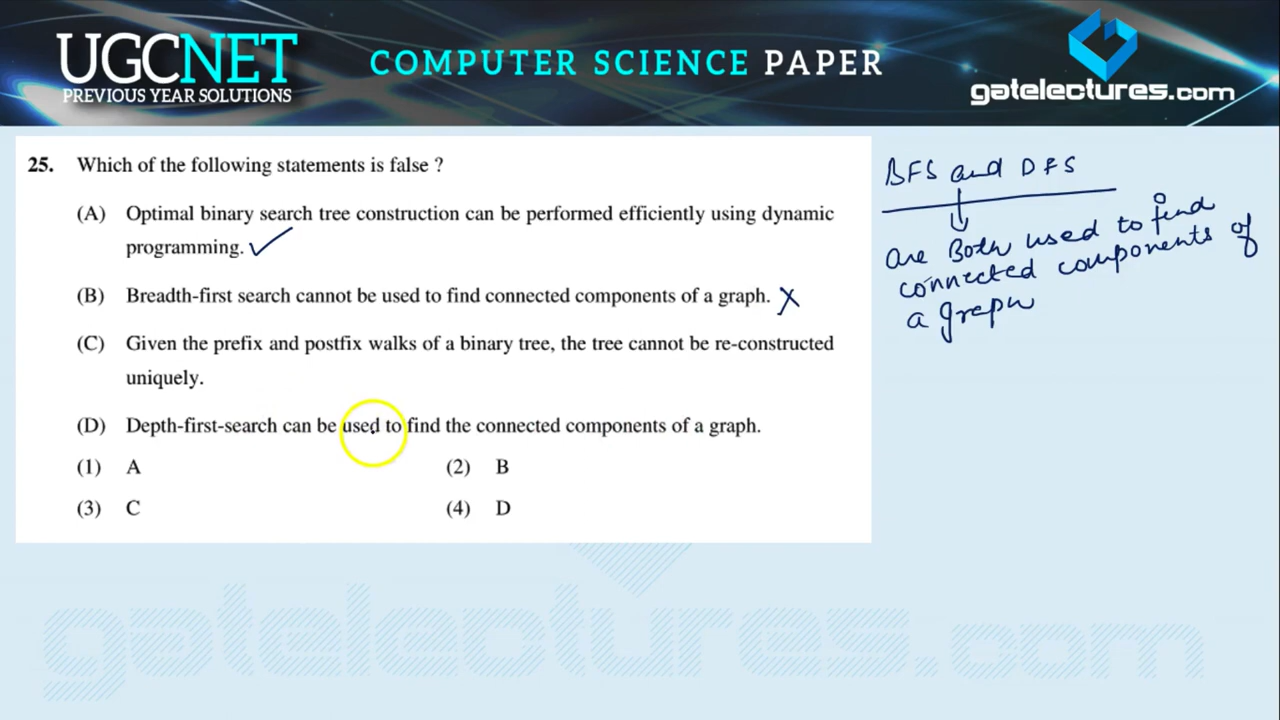 UGCNET
PREVIOUS YEAR SOLUTIONS
COMPUTER SCIENCE PAPER
gatelectures.com
25. Which of the following statements is false ?
(A) Optimal binary search tree construction can be performed efficiently using dynamic
programming.
(B) Breadth-first search cannot be used to find connected components of a graph.
(C) Given the prefix and postfix walks of a binary tree, the tree cannot be re-constructed
uniquely.
(D) Depth-first-search can be used to find the connected components of a graph.
(1) A (2) B
(3) C (4) D
BFS and DFS
are Both used to find
connected components of
a graph
gatelectures.com